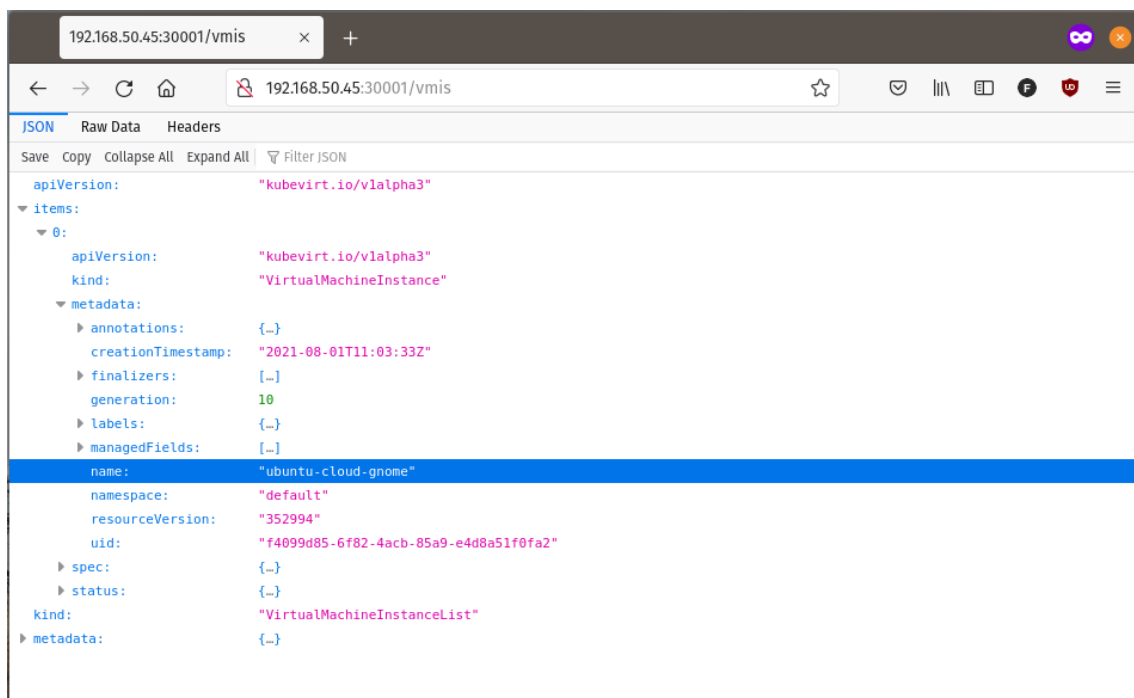 192.168.50.45:30001/vmis × +
192.168.50.45:30001/vmis
JSON Raw Data Headers
Save Copy Collapse All Expand All Filter JSON
apiVersion: "kubevirt.io/v1alpha3"
items:
0:
apiVersion: "kubevirt.io/v1alpha3"
kind: "VirtualMachineInstance"
metadata:
annotations: {…}
creationTimestamp: "2021-08-01T11:03:33Z"
finalizers: […]
generation: 10
labels: {…}
managedFields: […]
name: "ubuntu-cloud-gnome"
namespace: "default"
resourceVersion: "352994"
uid: "f4099d85-6f82-4acb-85a9-e4d8a51f0fa2"
spec: {…}
status: {…}
kind: "VirtualMachineInstanceList"
metadata: {…}